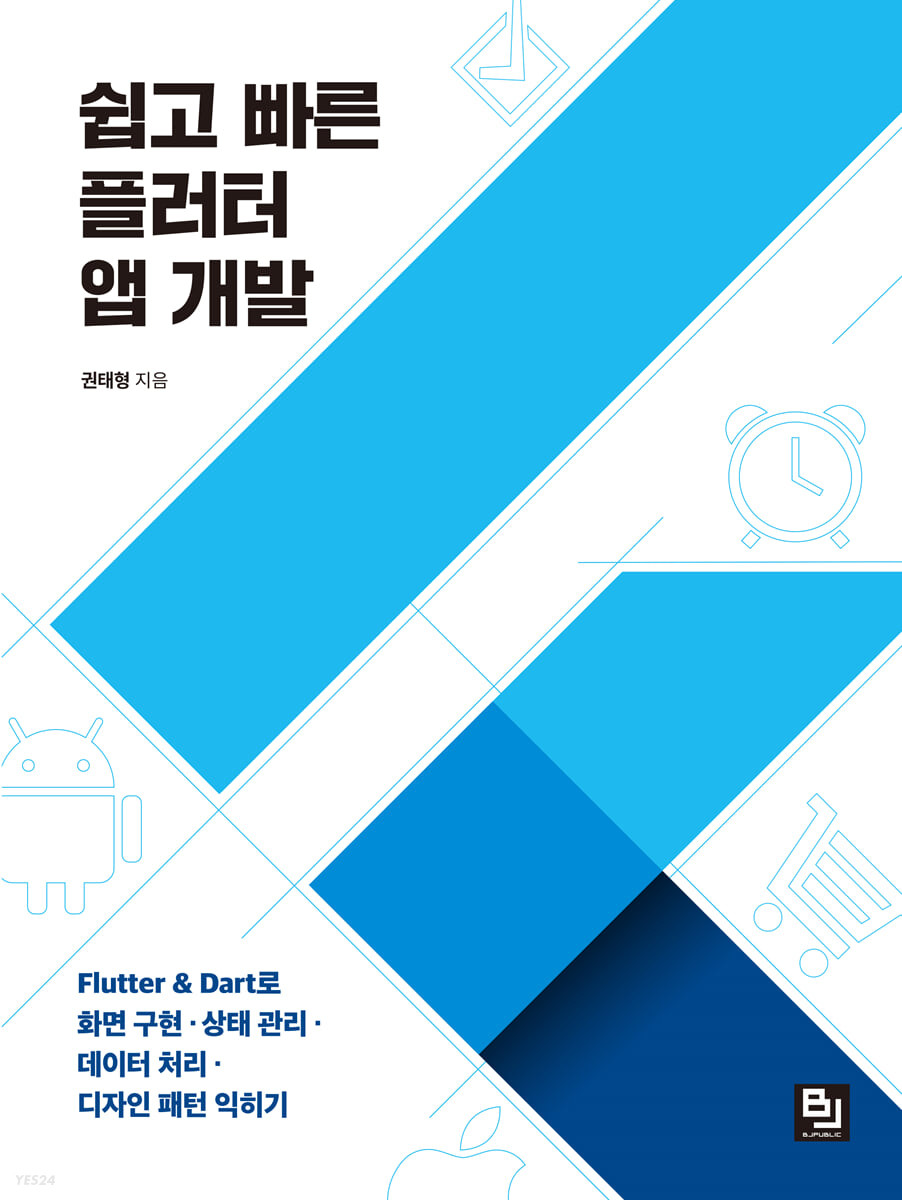 쉽고 빠른
플러터
앱 개발
권태형 지음
Flutter & Dart로
화면 구현 · 상태 관리 ·
데이터 처리 ·
디자인 패턴 익히기
BJ
BJPUBLIC
YES24